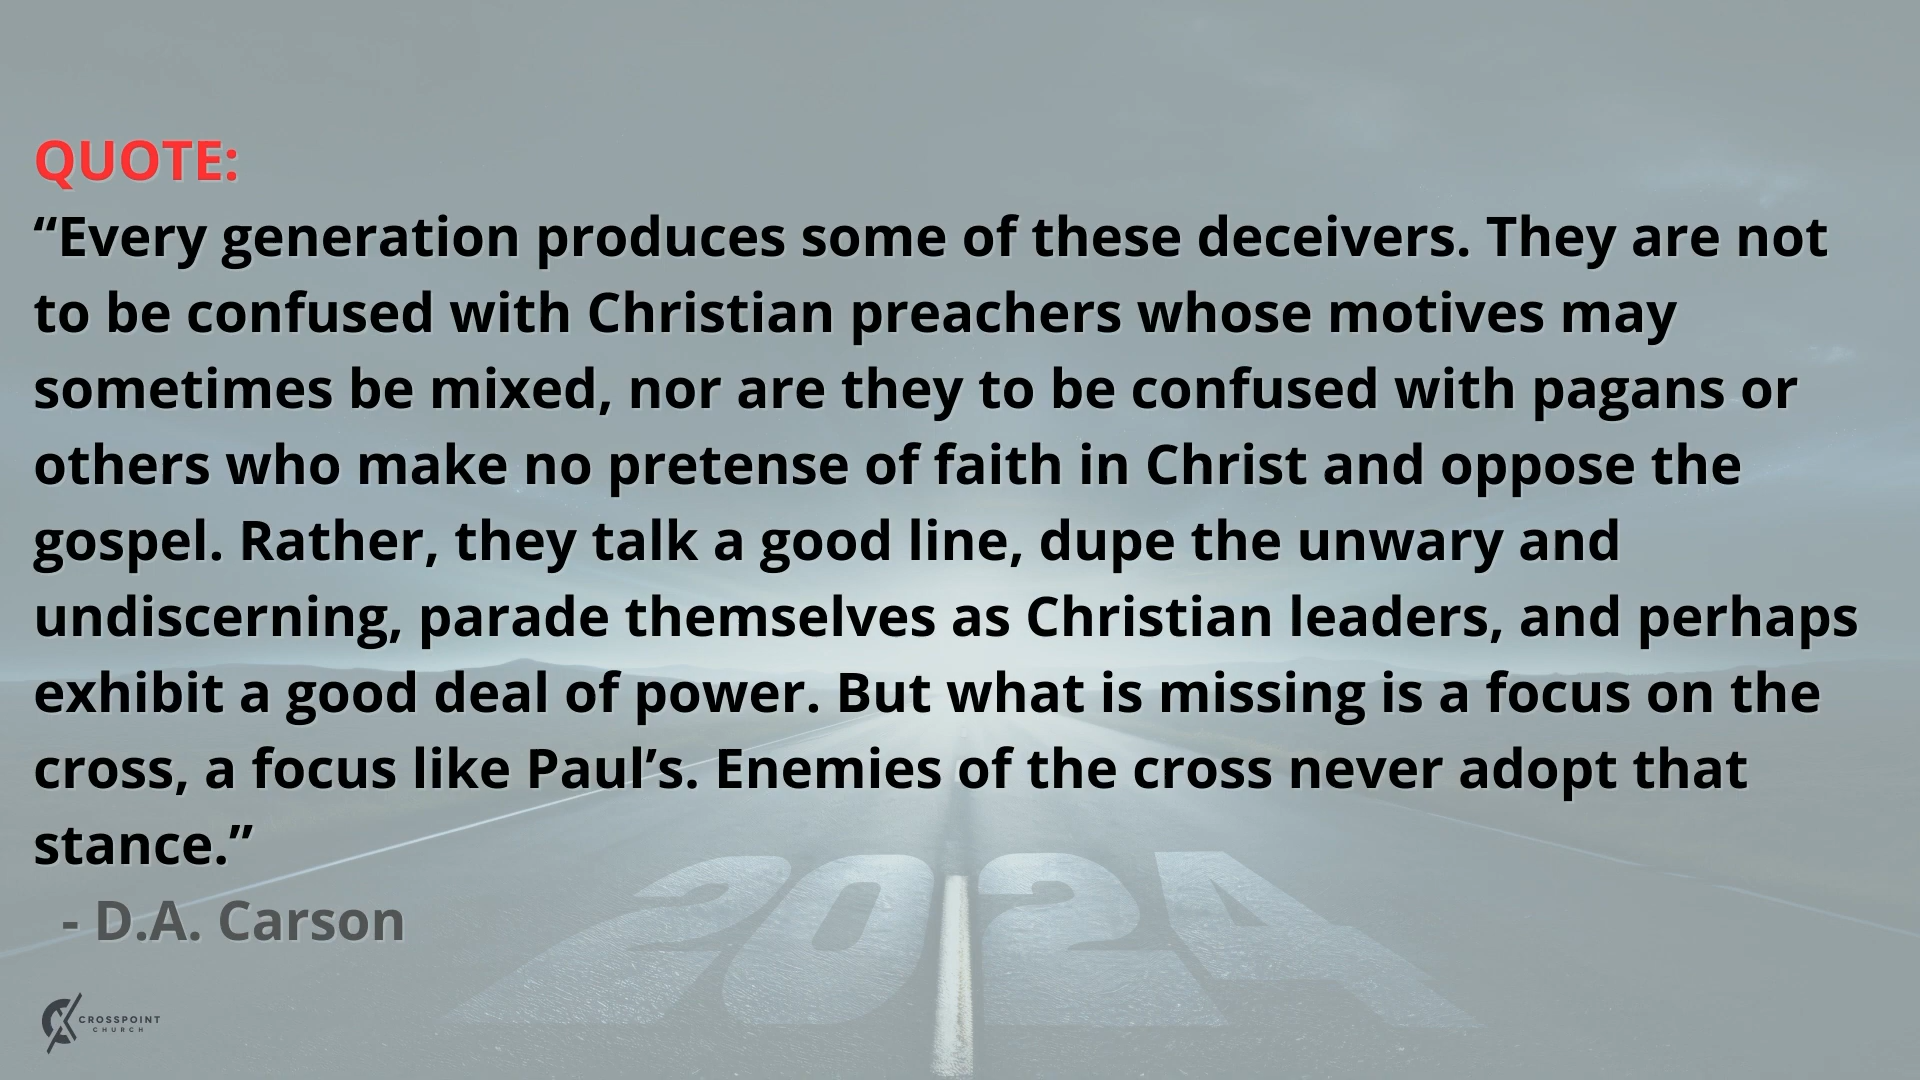 QUOTE:
“Every generation produces some of these deceivers. They are not
to be confused with Christian preachers whose motives may
sometimes be mixed, nor are they to be confused with pagans or
others who make no pretense of faith in Christ and oppose the
gospel. Rather, they talk a good line, dupe the unwary and
undiscerning, parade themselves as Christian leaders, and perhaps
exhibit a good deal of power. But what is missing is a focus on the
cross, a focus like Paul’s. Enemies of the cross never adopt that
stance.”
- D.A. Carson
2024
CROSSPOINT
CHURCH